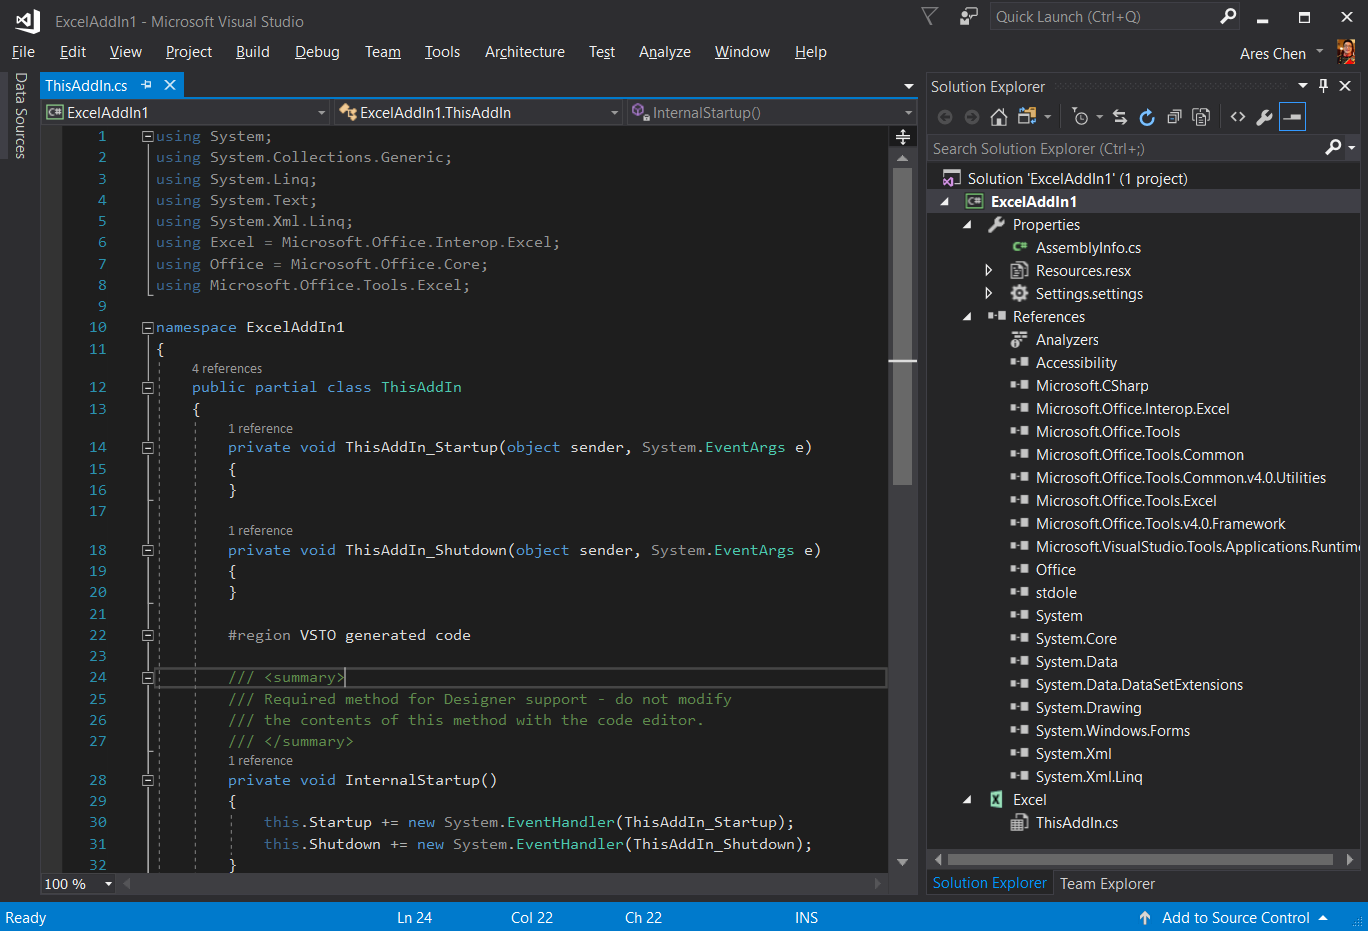 ExcelAddIn1 - Microsoft Visual Studio
Quick Launch (Ctrl+Q)
File Edit View Project Build Debug Team Tools Architecture Test Analyze Window Help
Ares Chen
Data Sources
ThisAddIn.cs
C# ExcelAddIn1
ExcelAddIn1.ThisAddIn
InternalStartup()
1 using System;
2 using System.Collections.Generic;
3 using System.Linq;
4 using System.Text;
5 using System.Xml.Linq;
6 using Excel = Microsoft.Office.Interop.Excel;
7 using Office = Microsoft.Office.Core;
8 using Microsoft.Office.Tools.Excel;
9
10 namespace ExcelAddIn1
11 {
4 references
12 public partial class ThisAddIn
13 {
1 reference
14 private void ThisAddIn_Startup(object sender, System.EventArgs e)
15 {
16 }
17
1 reference
18 private void ThisAddIn_Shutdown(object sender, System.EventArgs e)
19 {
20 }
21
22 #region VSTO generated code
23
24 /// <summary>
25 /// Required method for Designer support - do not modify
26 /// the contents of this method with the code editor.
27 /// </summary>
1 reference
28 private void InternalStartup()
29 {
30 this.Startup += new System.EventHandler(ThisAddIn_Startup);
31 this.Shutdown += new System.EventHandler(ThisAddIn_Shutdown);
32 }
100 %
Solution Explorer
Search Solution Explorer (Ctrl+;)
Solution 'ExcelAddIn1' (1 project)
C# ExcelAddIn1
Properties
C# AssemblyInfo.cs
Resources.resx
Settings.settings
References
Analyzers
Accessibility
Microsoft.CSharp
Microsoft.Office.Interop.Excel
Microsoft.Office.Tools
Microsoft.Office.Tools.Common
Microsoft.Office.Tools.Common.v4.0.Utilities
Microsoft.Office.Tools.Excel
Microsoft.Office.Tools.v4.0.Framework
Microsoft.VisualStudio.Tools.Applications.Runtime
Office
stdole
System
System.Core
System.Data
System.Data.DataSetExtensions
System.Drawing
System.Windows.Forms
System.Xml
System.Xml.Linq
Excel
ThisAddIn.cs
Solution Explorer Team Explorer
Ready Ln 24 Col 22 Ch 22 INS Add to Source Control